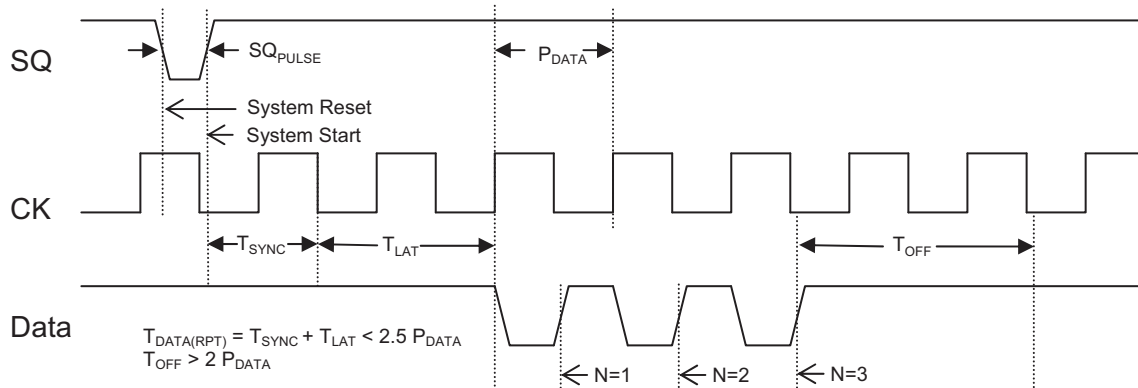 SQ
SQPULSE
PDATA
System Reset
System Start
CK
TSYNC
TLAT
TOFF
Data
TDATA(RPT) = TSYNC + TLAT < 2.5 PDATA
TOFF > 2 PDATA
N=1
N=2
N=3